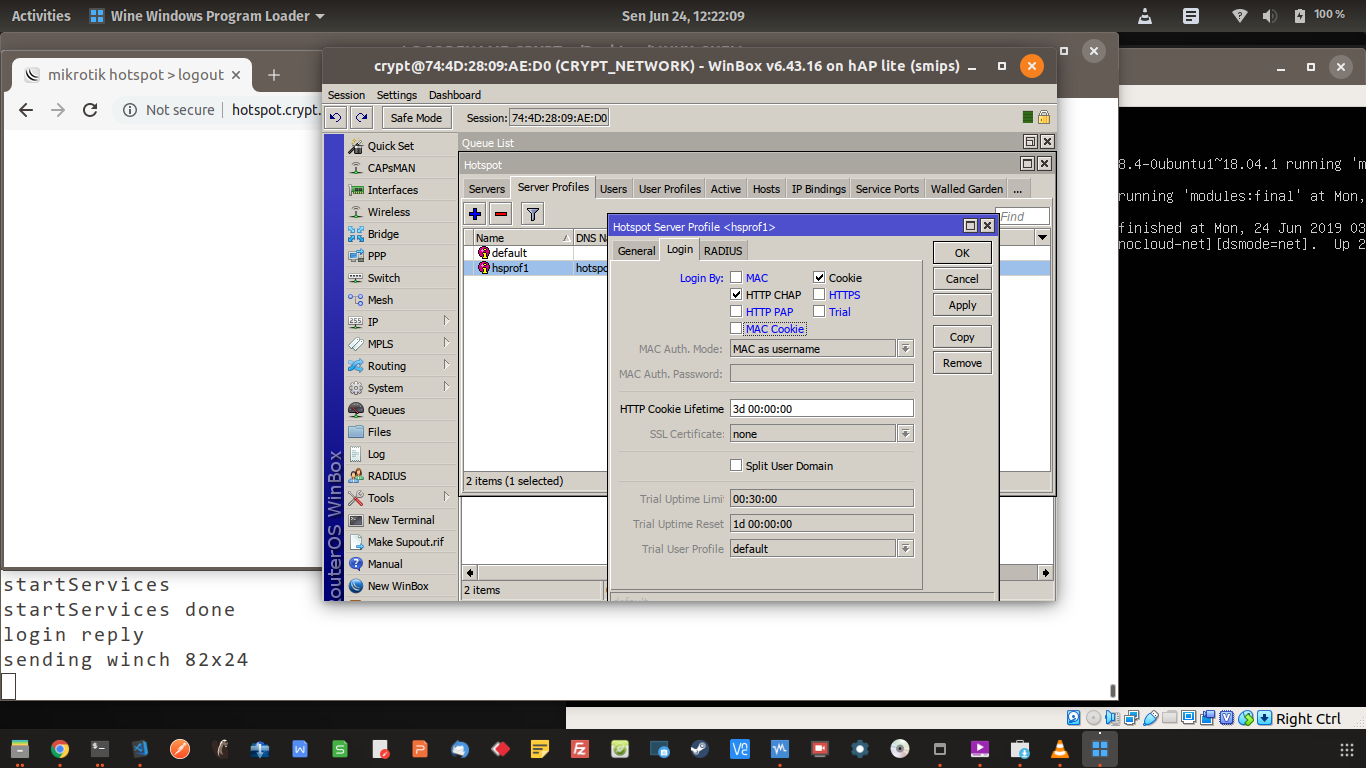 Activities
Wine Windows Program Loader
Sen Jun 24, 12:22:09
100 %
mikrotik hotspot > logout
Not secure
hotspot.crypt.
crypt@74:4D:28:09:AE:D0 (CRYPT_NETWORK) - WinBox v6.43.16 on hAP lite (smips)
Session Settings Dashboard
Safe Mode
Session: 74:4D:28:09:AE:D0
RouterOS WinBox
Quick Set
CAPsMAN
Interfaces
Wireless
Bridge
PPP
Switch
Mesh
IP
MPLS
Routing
System
Queues
Files
Log
RADIUS
Tools
New Terminal
Make Supout.rif
Manual
New WinBox
Queue List
Hotspot
Servers Server Profiles Users User Profiles Active Hosts IP Bindings Service Ports Walled Garden ...
Find
Name DNS N
default
hsprof1 hotspo
2 items (1 selected)
2 items
Hotspot Server Profile <hsprof1>
General Login RADIUS
Login By: MAC Cookie
HTTP CHAP HTTPS
HTTP PAP Trial
MAC Cookie
MAC Auth. Mode: MAC as username
MAC Auth. Password:
HTTP Cookie Lifetime 3d 00:00:00
SSL Certificate: none
Split User Domain
Trial Uptime Limi 00:30:00
Trial Uptime Reset 1d 00:00:00
Trial User Profile default
default
OK
Cancel
Apply
Copy
Remove
8.4-0ubuntu1~18.04.1 running 'm
running 'modules:final' at Mon,
finished at Mon, 24 Jun 2019 03
nocloud-net][dsmode=net]. Up 2
startServices
startServices done
login reply
sending winch 82x24
Right Ctrl